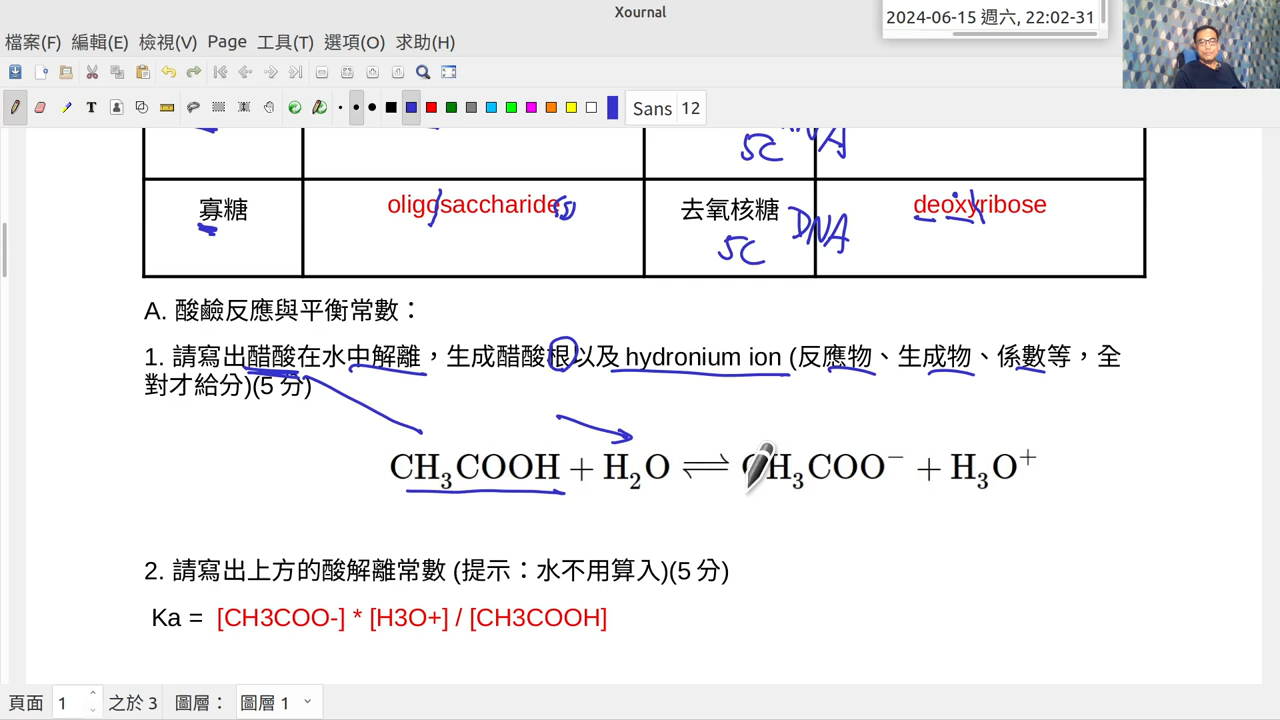 Xournal
2024-06-15 週六, 22:02-31
檔案(F) 編輯(E) 檢視(V) Page 工具(T) 選項(O) 求助(H)
T
Sans 12
5C DNA
寡糖 oligosaccharide(s) 去氧核糖 deoxyribose
5C DNA
A. 酸鹼反應與平衡常數：
1. 請寫出醋酸在水中解離，生成醋酸根以及 hydronium ion (反應物、生成物、係數等，全
對才給分)(5 分)
CH₃COOH + H₂O ⇌ CH₃COO⁻ + H₃O⁺
2. 請寫出上方的酸解離常數 (提示：水不用算入)(5 分)
Ka = [CH3COO-] * [H3O+] / [CH3COOH]
頁面 1 之於 3 圖層： 圖層 1